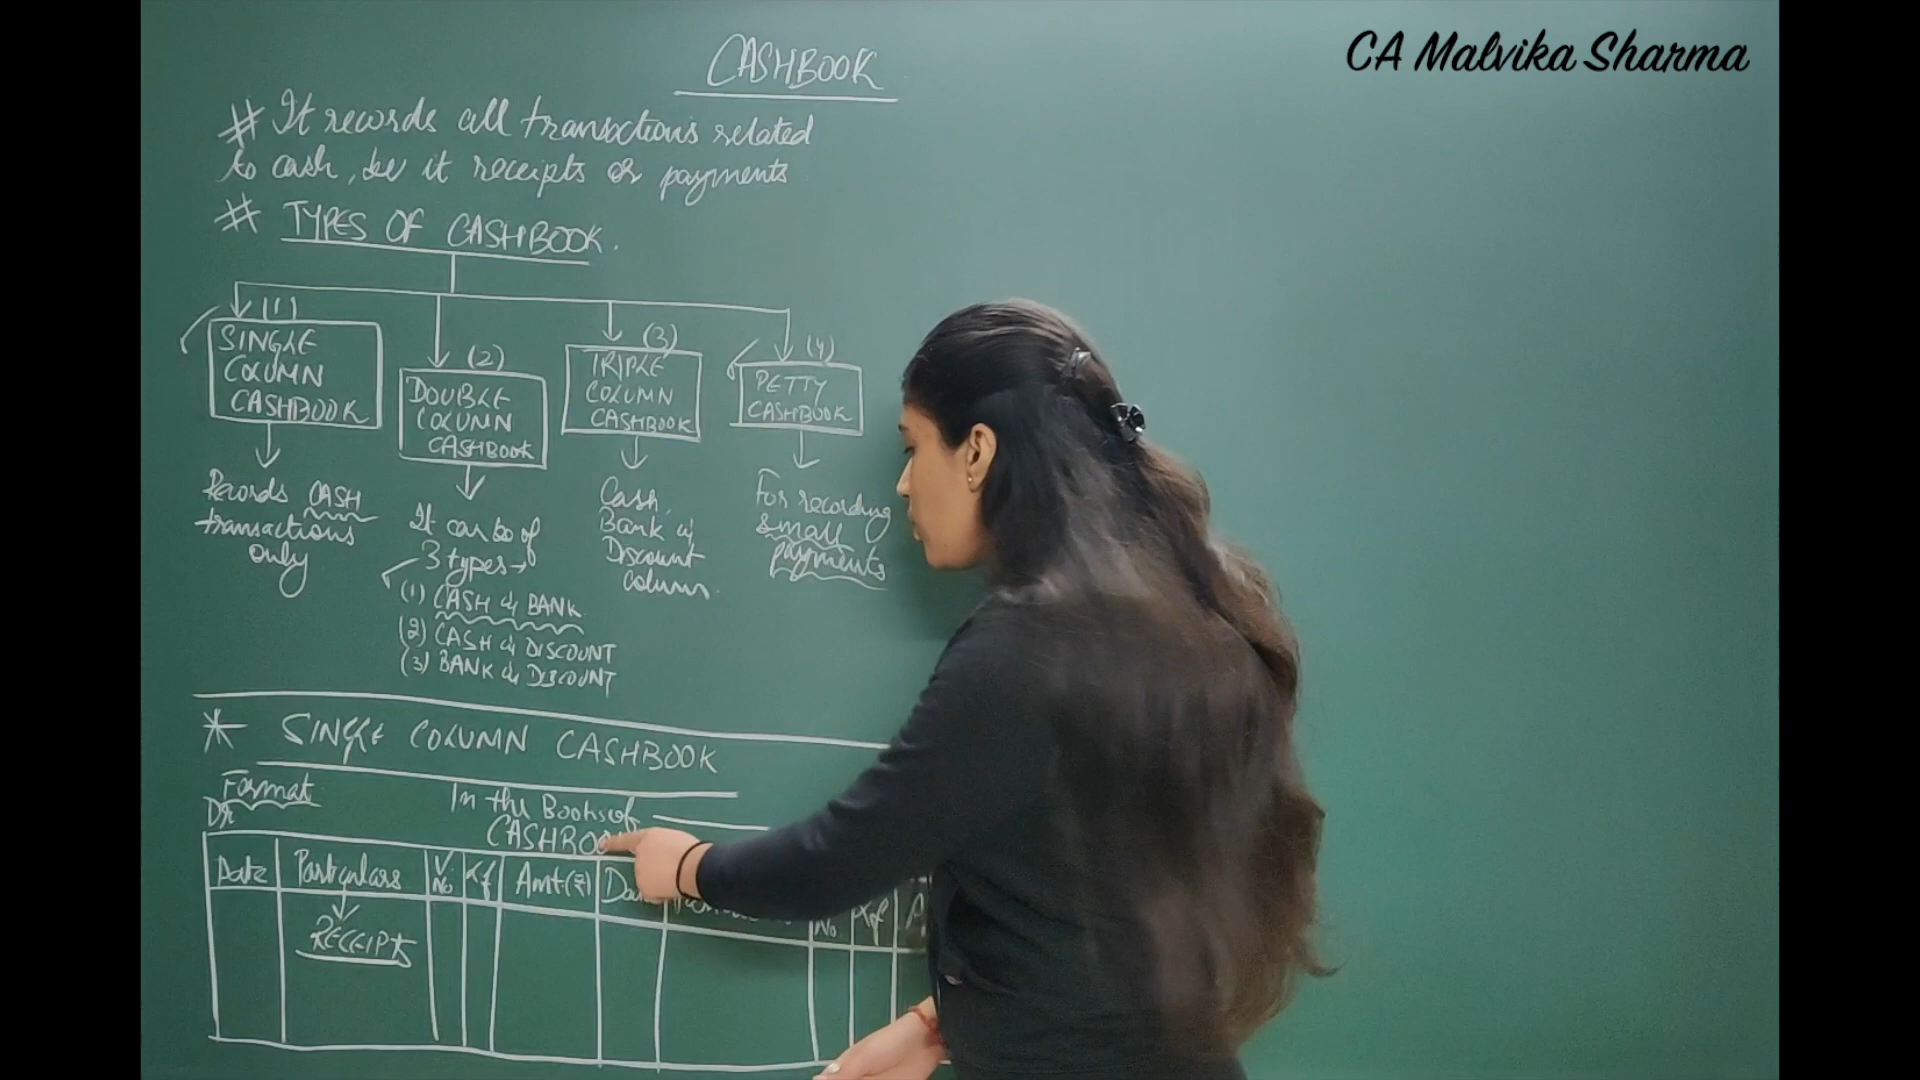 CASHBOOK
CA Malvika Sharma
# It records all transactions related
to cash, be it receipts or payments
# TYPES OF CASHBOOK.
(1)
SINGLE
COLUMN
CASHBOOK
Records CASH
transactions
only
(2)
DOUBLE
COLUMN
CASHBOOK
It can be of
3 types→
(1) CASH & BANK
(2) CASH & DISCOUNT
(3) BANK & DISCOUNT
(3)
TRIPLE
COLUMN
CASHBOOK
Cash,
Bank &
Discount
column.
(4)
PETTY
CASHBOOK
For recording
small
payments
* SINGLE COLUMN CASHBOOK
Format
In the Books of
Dr
CASHBOO
Date Particulars V No Lf Amt.(₹) No Lf
RECEIPTS